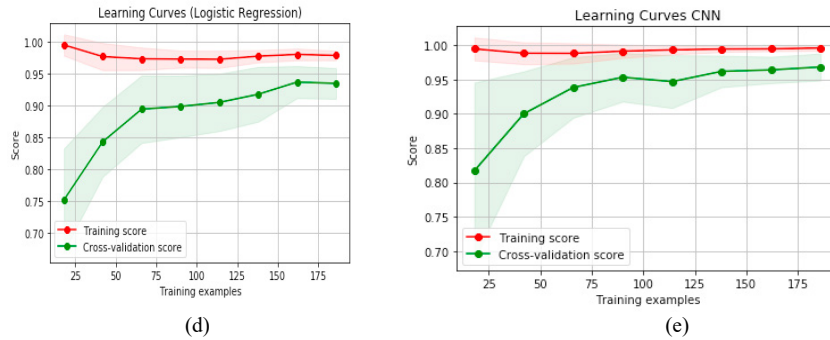 Learning Curves (Logistic Regression)
1.00
0.95
0.90
0.85
0.80
0.75
0.70
Score
Training score
Cross-validation score
25
50
75
100
125
150
175
Training examples
(d)
Learning Curves CNN
1.00
0.95
0.90
0.85
0.80
0.75
0.70
Score
Training score
Cross-validation score
25
50
75
100
125
150
175
Training examples
(e)